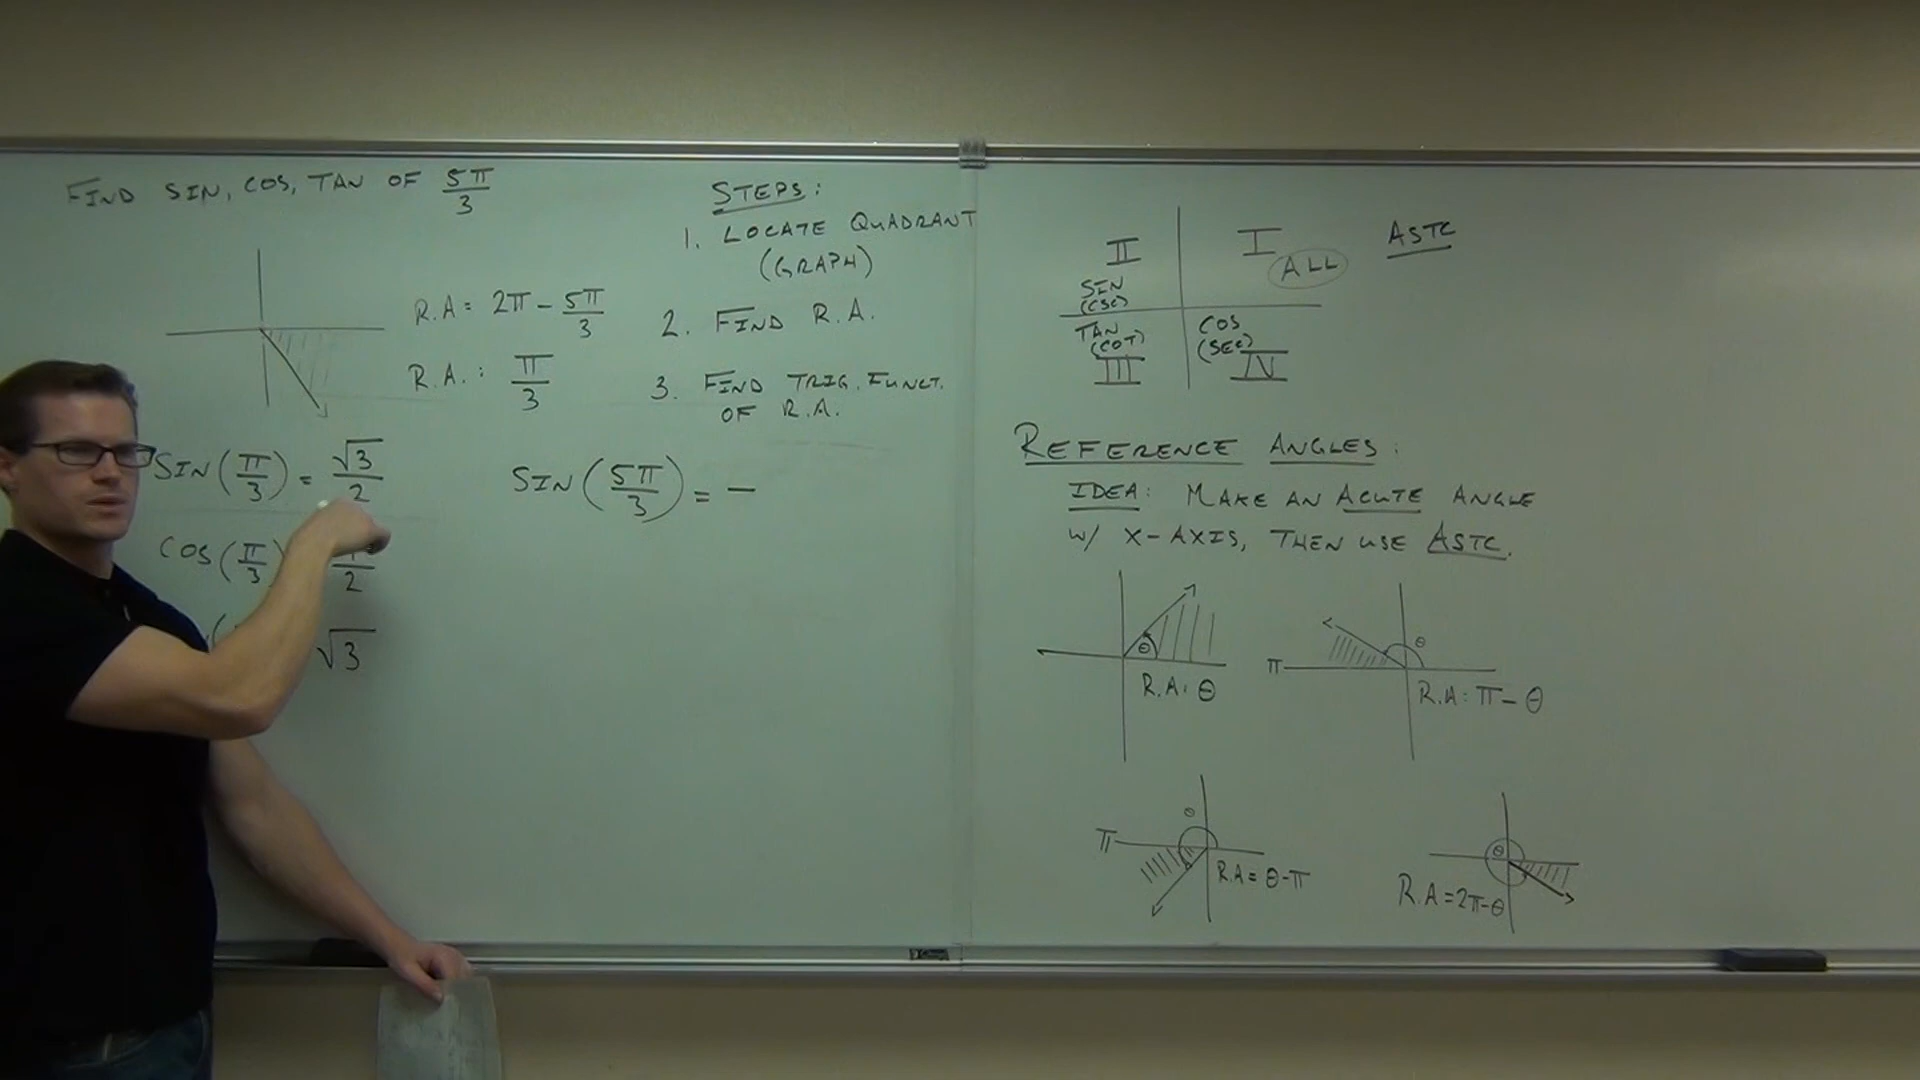 FIND SIN, COS, TAN OF 5π/3
R.A = 2π - 5π/3
R.A.: π/3
SIN(π/3) = √3/2
COS(π/3)
2
√3
SIN(5π/3) = -
STEPS:
1. LOCATE QUADRANT
(GRAPH)
2. FIND R.A.
3. FIND TRIG. FUNCT.
OF R.A.
II
SIN
(CSC)
I
ALL
ASTC
TAN
(COT)
III
COS
(SEC)
IV
REFERENCE ANGLES:
IDEA: MAKE AN ACUTE ANGLE
W/ X-AXIS, THEN USE ASTC.
θ
R.A: θ
θ
π
R.A: π - θ
θ
π
R.A = θ - π
θ
R.A = 2π - θ